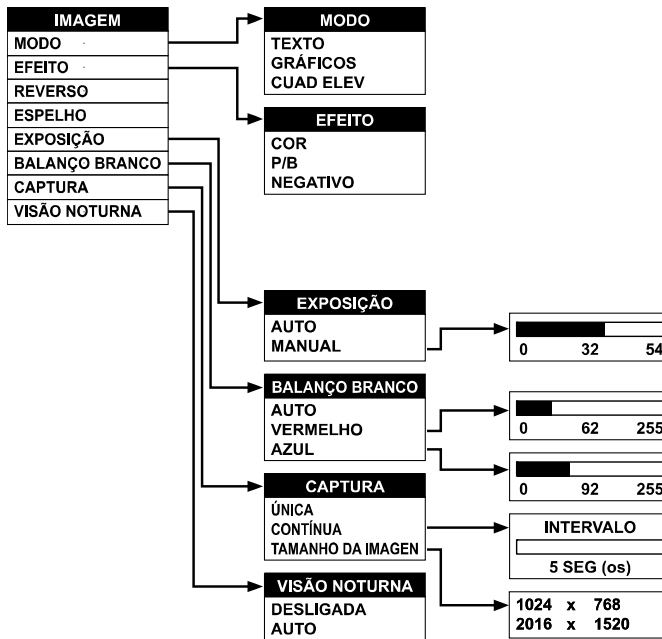 IMAGEM
MODO
EFEITO
REVERSO
ESPELHO
EXPOSIÇÃO
BALANÇO BRANCO
CAPTURA
VISÃO NOTURNA
MODO
TEXTO
GRÁFICOS
CUAD ELEV
EFEITO
COR
P/B
NEGATIVO
EXPOSIÇÃO
AUTO
MANUAL
0 32 54
BALANÇO BRANCO
AUTO
VERMELHO
AZUL
0 62 255
0 92 255
CAPTURA
ÚNICA
CONTÍNUA
TAMANHO DA IMAGEN
INTERVALO
5 SEG (os)
1024 x 768
2016 x 1520
VISÃO NOTURNA
DESLIGADA
AUTO